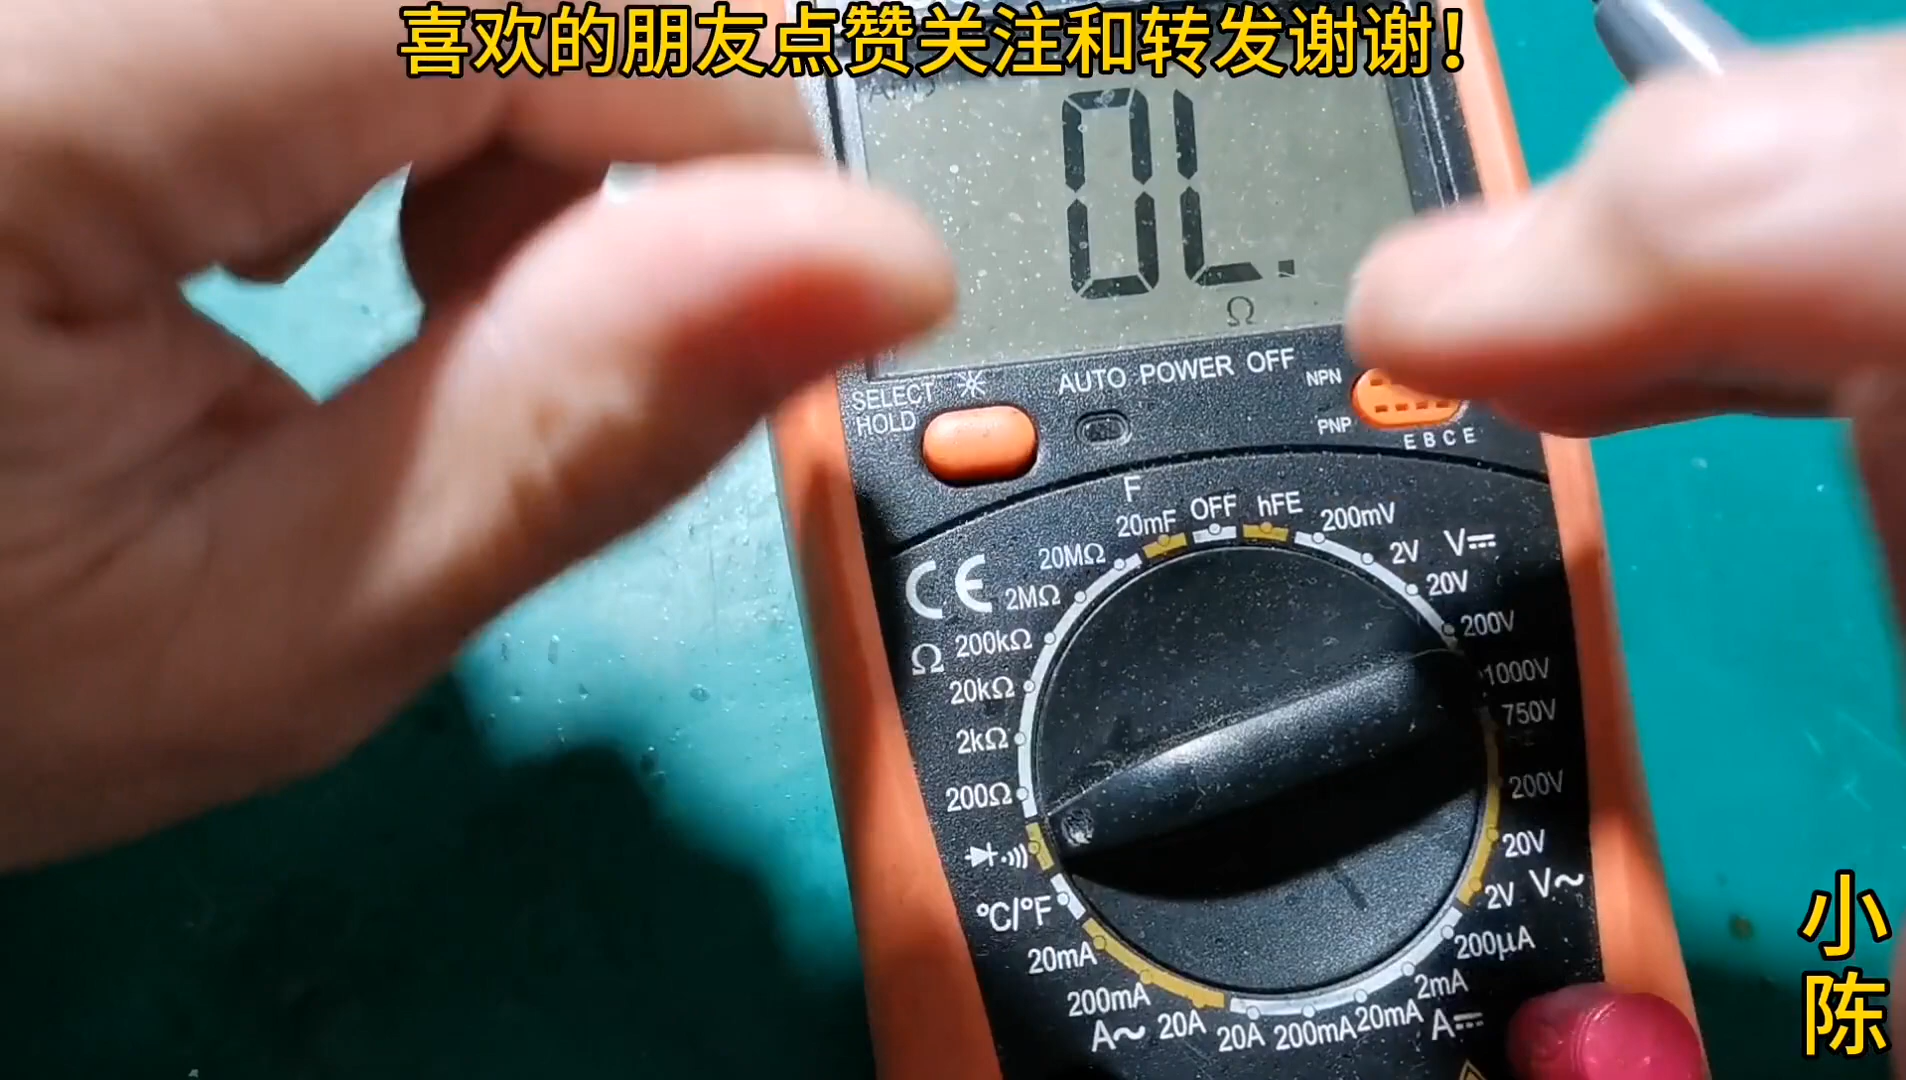 喜欢的朋友点赞关注和转发谢谢！
0L.
Ω
SELECT
HOLD
AUTO POWER OFF
NPN
PNP
E B C E
F
20mF
OFF
hFE
200mV
2V
V
20V
200V
1000V
750V
200V
20V
2V
V~
200µA
2mA
20mA
200mA
20A
A
20A
A~
200mA
20mA
°C/°F
200Ω
2kΩ
20kΩ
200kΩ
Ω
2MΩ
20MΩ
CE
小陈